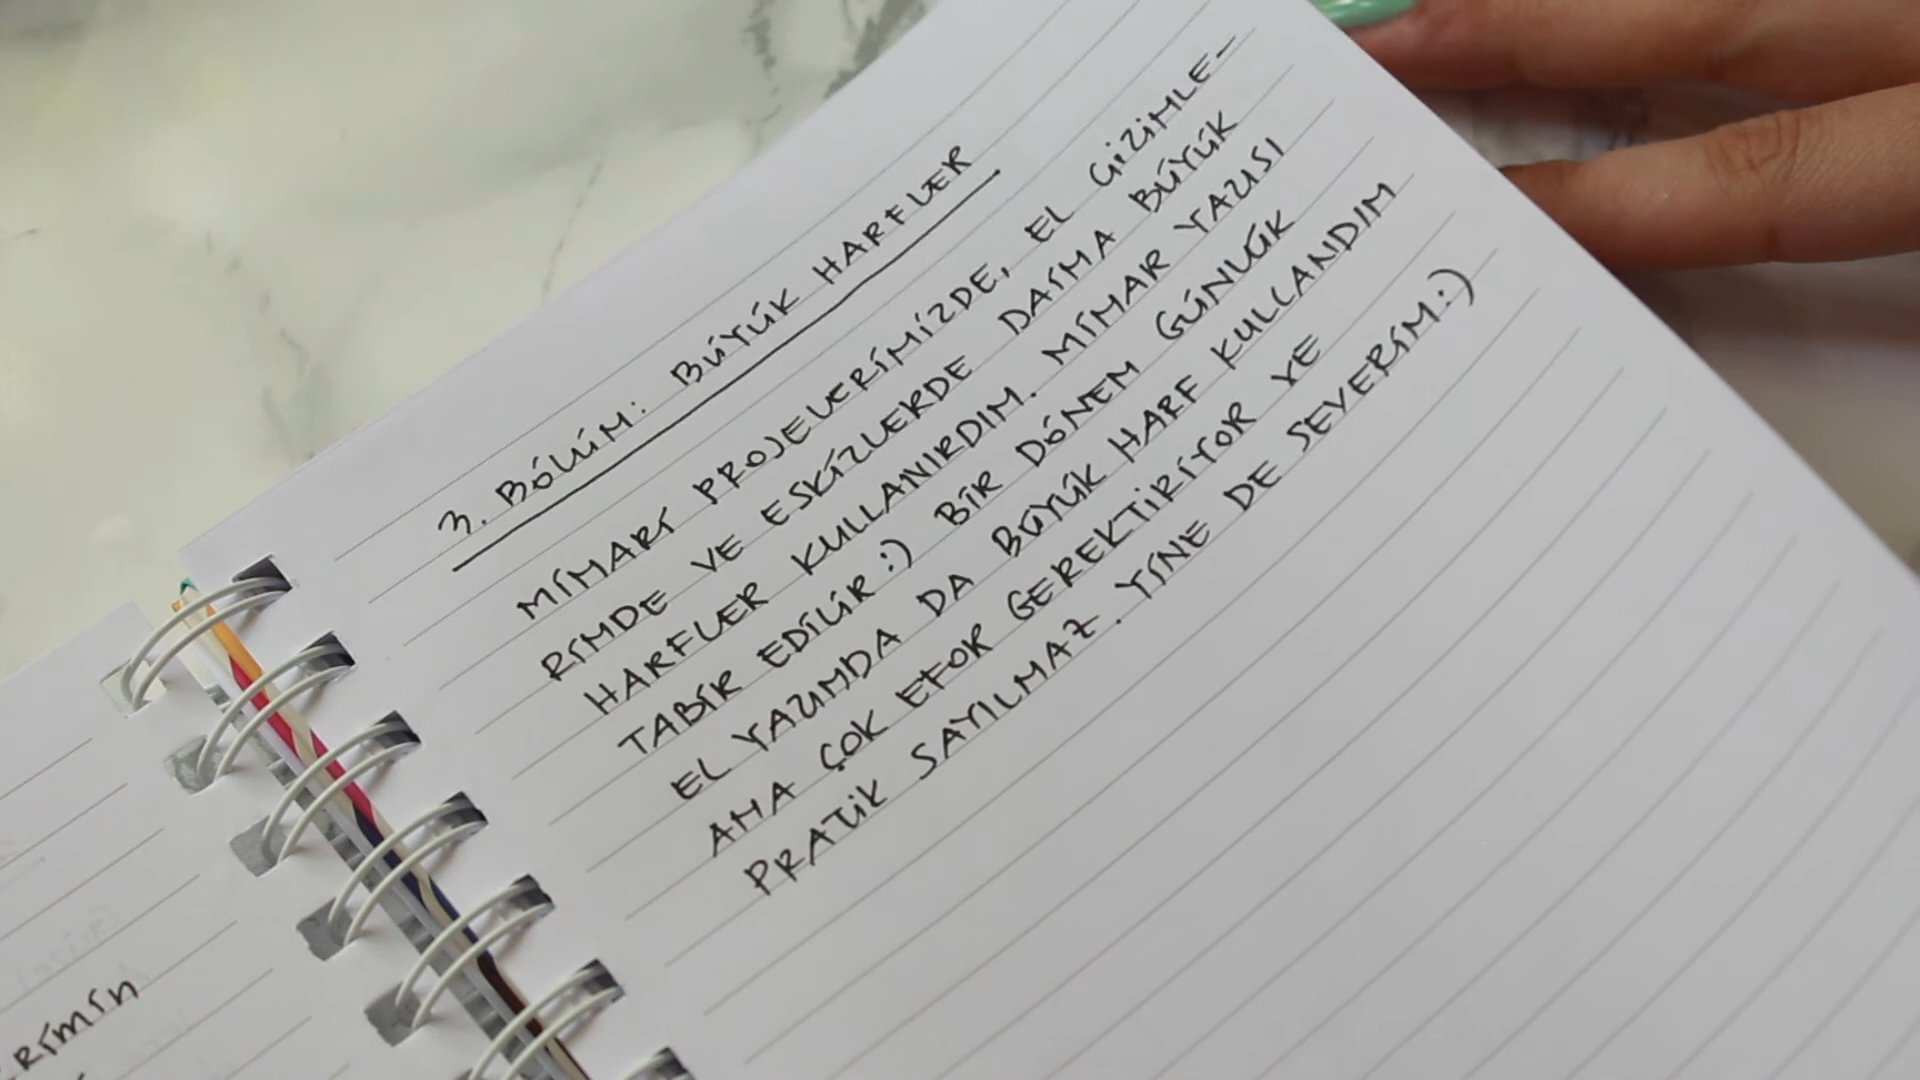 3. BÖLÜM: BÜYÜK HARFLER
MİMARİ PROJELERİMİZDE, EL ÇİZİMLE-
RİMDE VE ESKİZLERDE DAİMA BÜYÜK
HARFLER KULLANIRDIM. MİMAR YAZISI
TABİR EDİLİR :) BİR DÖNEM GÜNLÜK
EL YAZIMDA DA BÜYÜK HARF KULLANDIM
AMA ÇOK EFOR GEREKTİRİYOR VE
PRATİK SAYILMAZ. YİNE DE SEVERİM :)
rimin